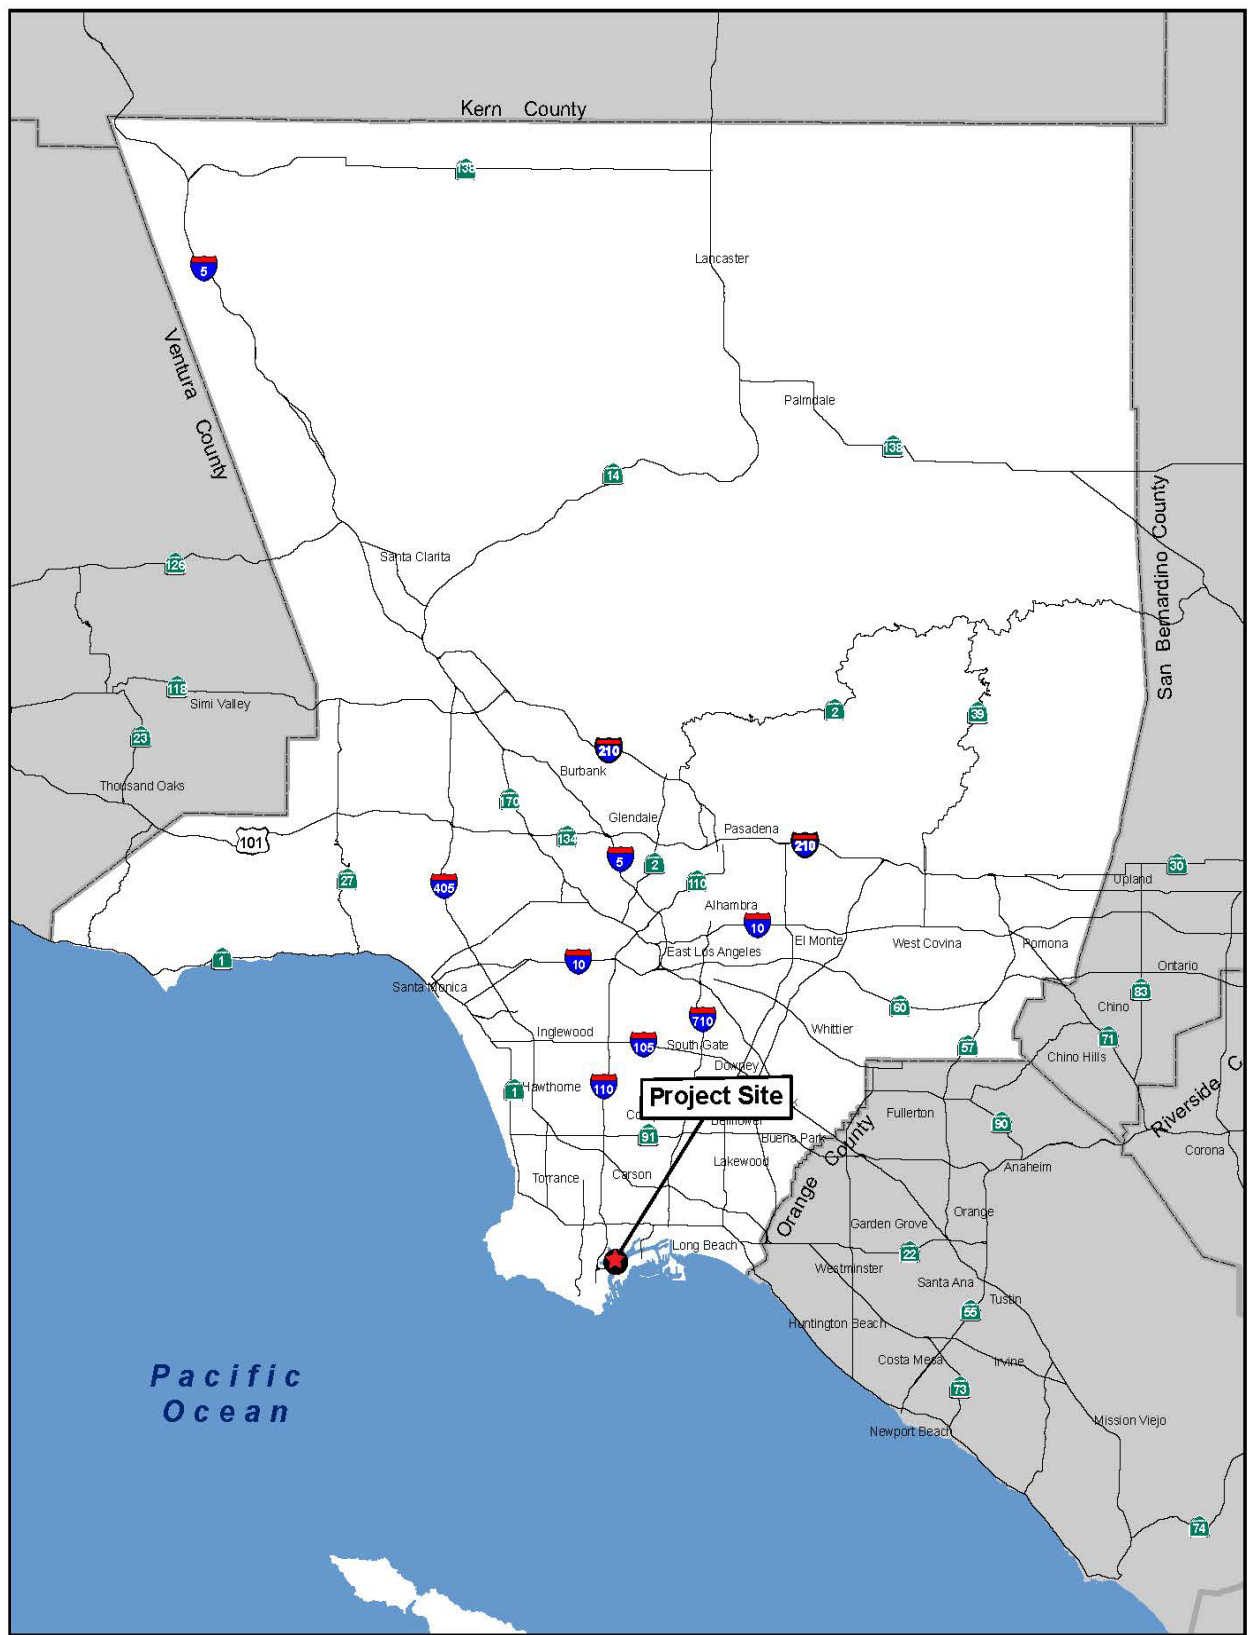 Kern County
138
5
Lancaster
Ventura County
Palmdale
138
14
San Bernardino County
Santa Clarita
126
118
Simi Valley
2
39
23
210
Burbank
Thousand Oaks
170
Glendale
134
Pasadena
101
210
5
2
30
27
405
110
Upland
Alhambra
10
El Monte
West Covina
Pomona
East Los Angeles
1
10
Ontario
Santa Monica
83
Chino
60
710
Inglewood
Whittier
71
105
South Gate
57
Chino Hills
Downey
1
Hawthorne
110
Project Site
Riverside C
Fullerton
90
91
Buena Park
Orange County
Corona
Lakewood
Anaheim
Torrance
Carson
Orange
Garden Grove
Long Beach
22
Westminster
Santa Ana
Tustin
55
Huntington Beach
Costa Mesa
Irvine
Pacific
Ocean
73
Mission Viejo
Newport Beach
74